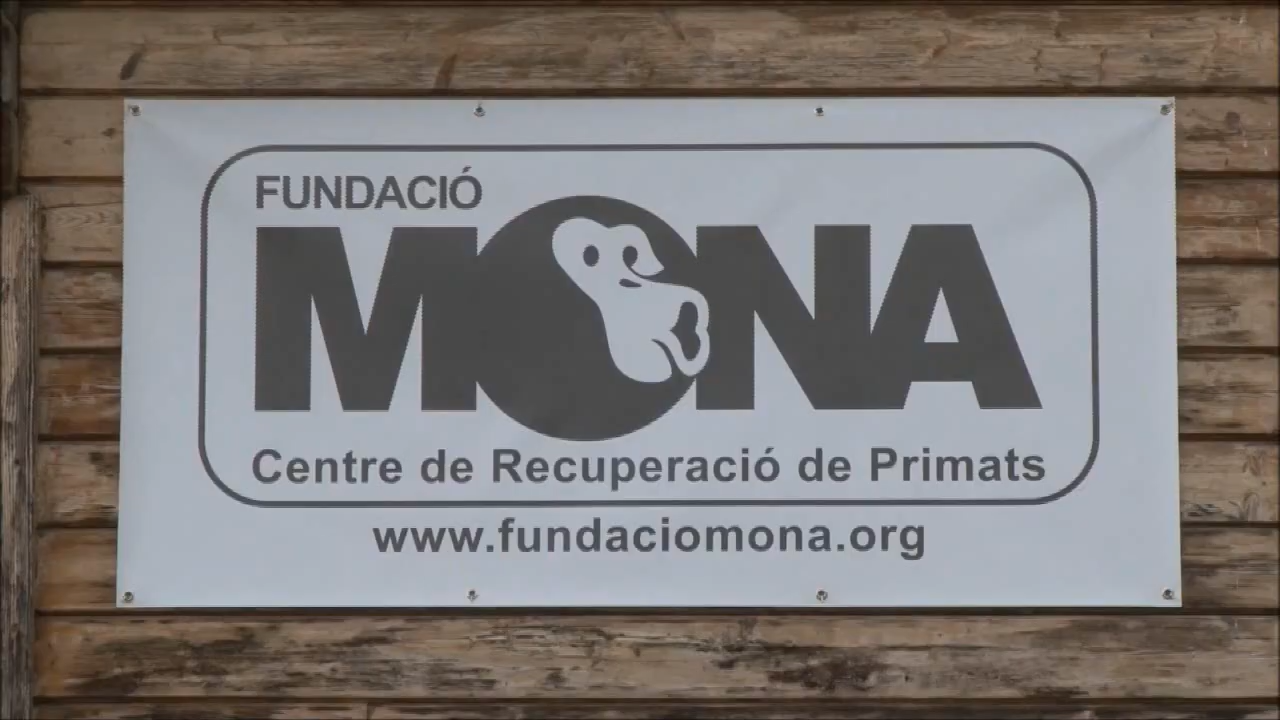 FUNDACIÓ
MONA
Centre de Recuperació de Primats
www.fundaciomona.org